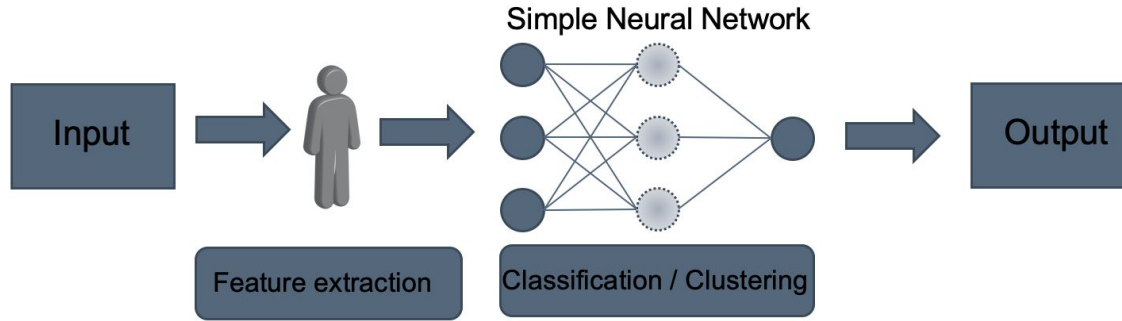 Simple Neural Network
Input
Output
Feature extraction
Classification / Clustering